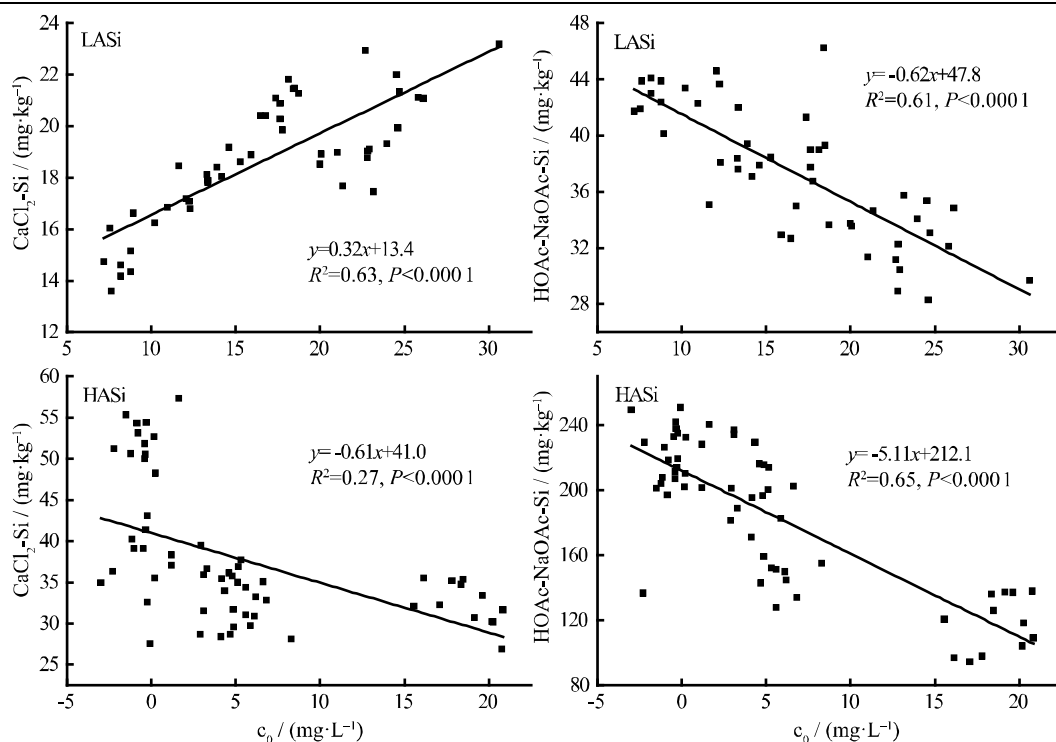 LASi
CaCl₂-Si / (mg·kg⁻¹)
24
22
20
18
16
14
12
y=0.32x+13.4
R²=0.63, P<0.0001
5
10
15
20
25
30
LASi
HOAc-NaOAc-Si / (mg·kg⁻¹)
48
44
40
36
32
28
y=-0.62x+47.8
R²=0.61, P<0.0001
5
10
15
20
25
30
HASi
CaCl₂-Si / (mg·kg⁻¹)
60
55
50
45
40
35
30
25
y=-0.61x+41.0
R²=0.27, P<0.0001
-5
0
5
10
15
20
c₀ / (mg·L⁻¹)
HASi
HOAc-NaOAc-Si / (mg·kg⁻¹)
240
200
160
120
80
y=-5.11x+212.1
R²=0.65, P<0.0001
-5
0
5
10
15
20
c₀ / (mg·L⁻¹)